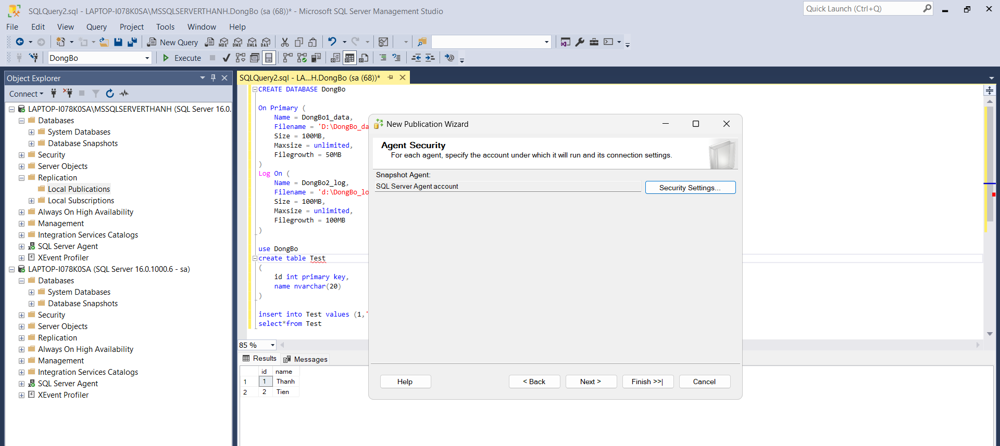 SQLQuery2.sql - LAPTOP-I078K0SA\MSSQLSERVERTHANH.DongBo (sa (68))* - Microsoft SQL Server Management Studio
Quick Launch (Ctrl+Q)
File Edit View Query Project Tools Window Help
New Query MDX DMX XMLA DAX
DongBo Execute
Object Explorer
Connect
LAPTOP-I078K0SA\MSSQLSERVERTHANH (SQL Server 16.0.
Databases
System Databases
Database Snapshots
Security
Server Objects
Replication
Local Publications
Local Subscriptions
Always On High Availability
Management
Integration Services Catalogs
SQL Server Agent
XEvent Profiler
LAPTOP-I078K0SA (SQL Server 16.0.1000.6 - sa)
Databases
System Databases
Database Snapshots
Security
Server Objects
Replication
Always On High Availability
Management
Integration Services Catalogs
SQL Server Agent
XEvent Profiler
SQLQuery2.sql - LA...H.DongBo (sa (68))*
CREATE DATABASE DongBo
On Primary (
Name = DongBo1_data,
Filename = 'D:\DongBo_da
Size = 100MB,
Maxsize = unlimited,
Filegrowth = 50MB
)
Log On (
Name = DongBo2_log,
Filename = 'd:\DongBo_lo
Size = 100MB,
Maxsize = unlimited,
Filegrowth = 100MB
)
use DongBo
create table Test
(
id int primary key,
name nvarchar(20)
)
insert into Test values (1,'
select*from Test
85 %
Results Messages
id name
1 1 Thanh
2 2 Tien
New Publication Wizard
Agent Security
For each agent, specify the account under which it will run and its connection settings.
Snapshot Agent:
SQL Server Agent account
Security Settings...
Help < Back Next > Finish >>| Cancel